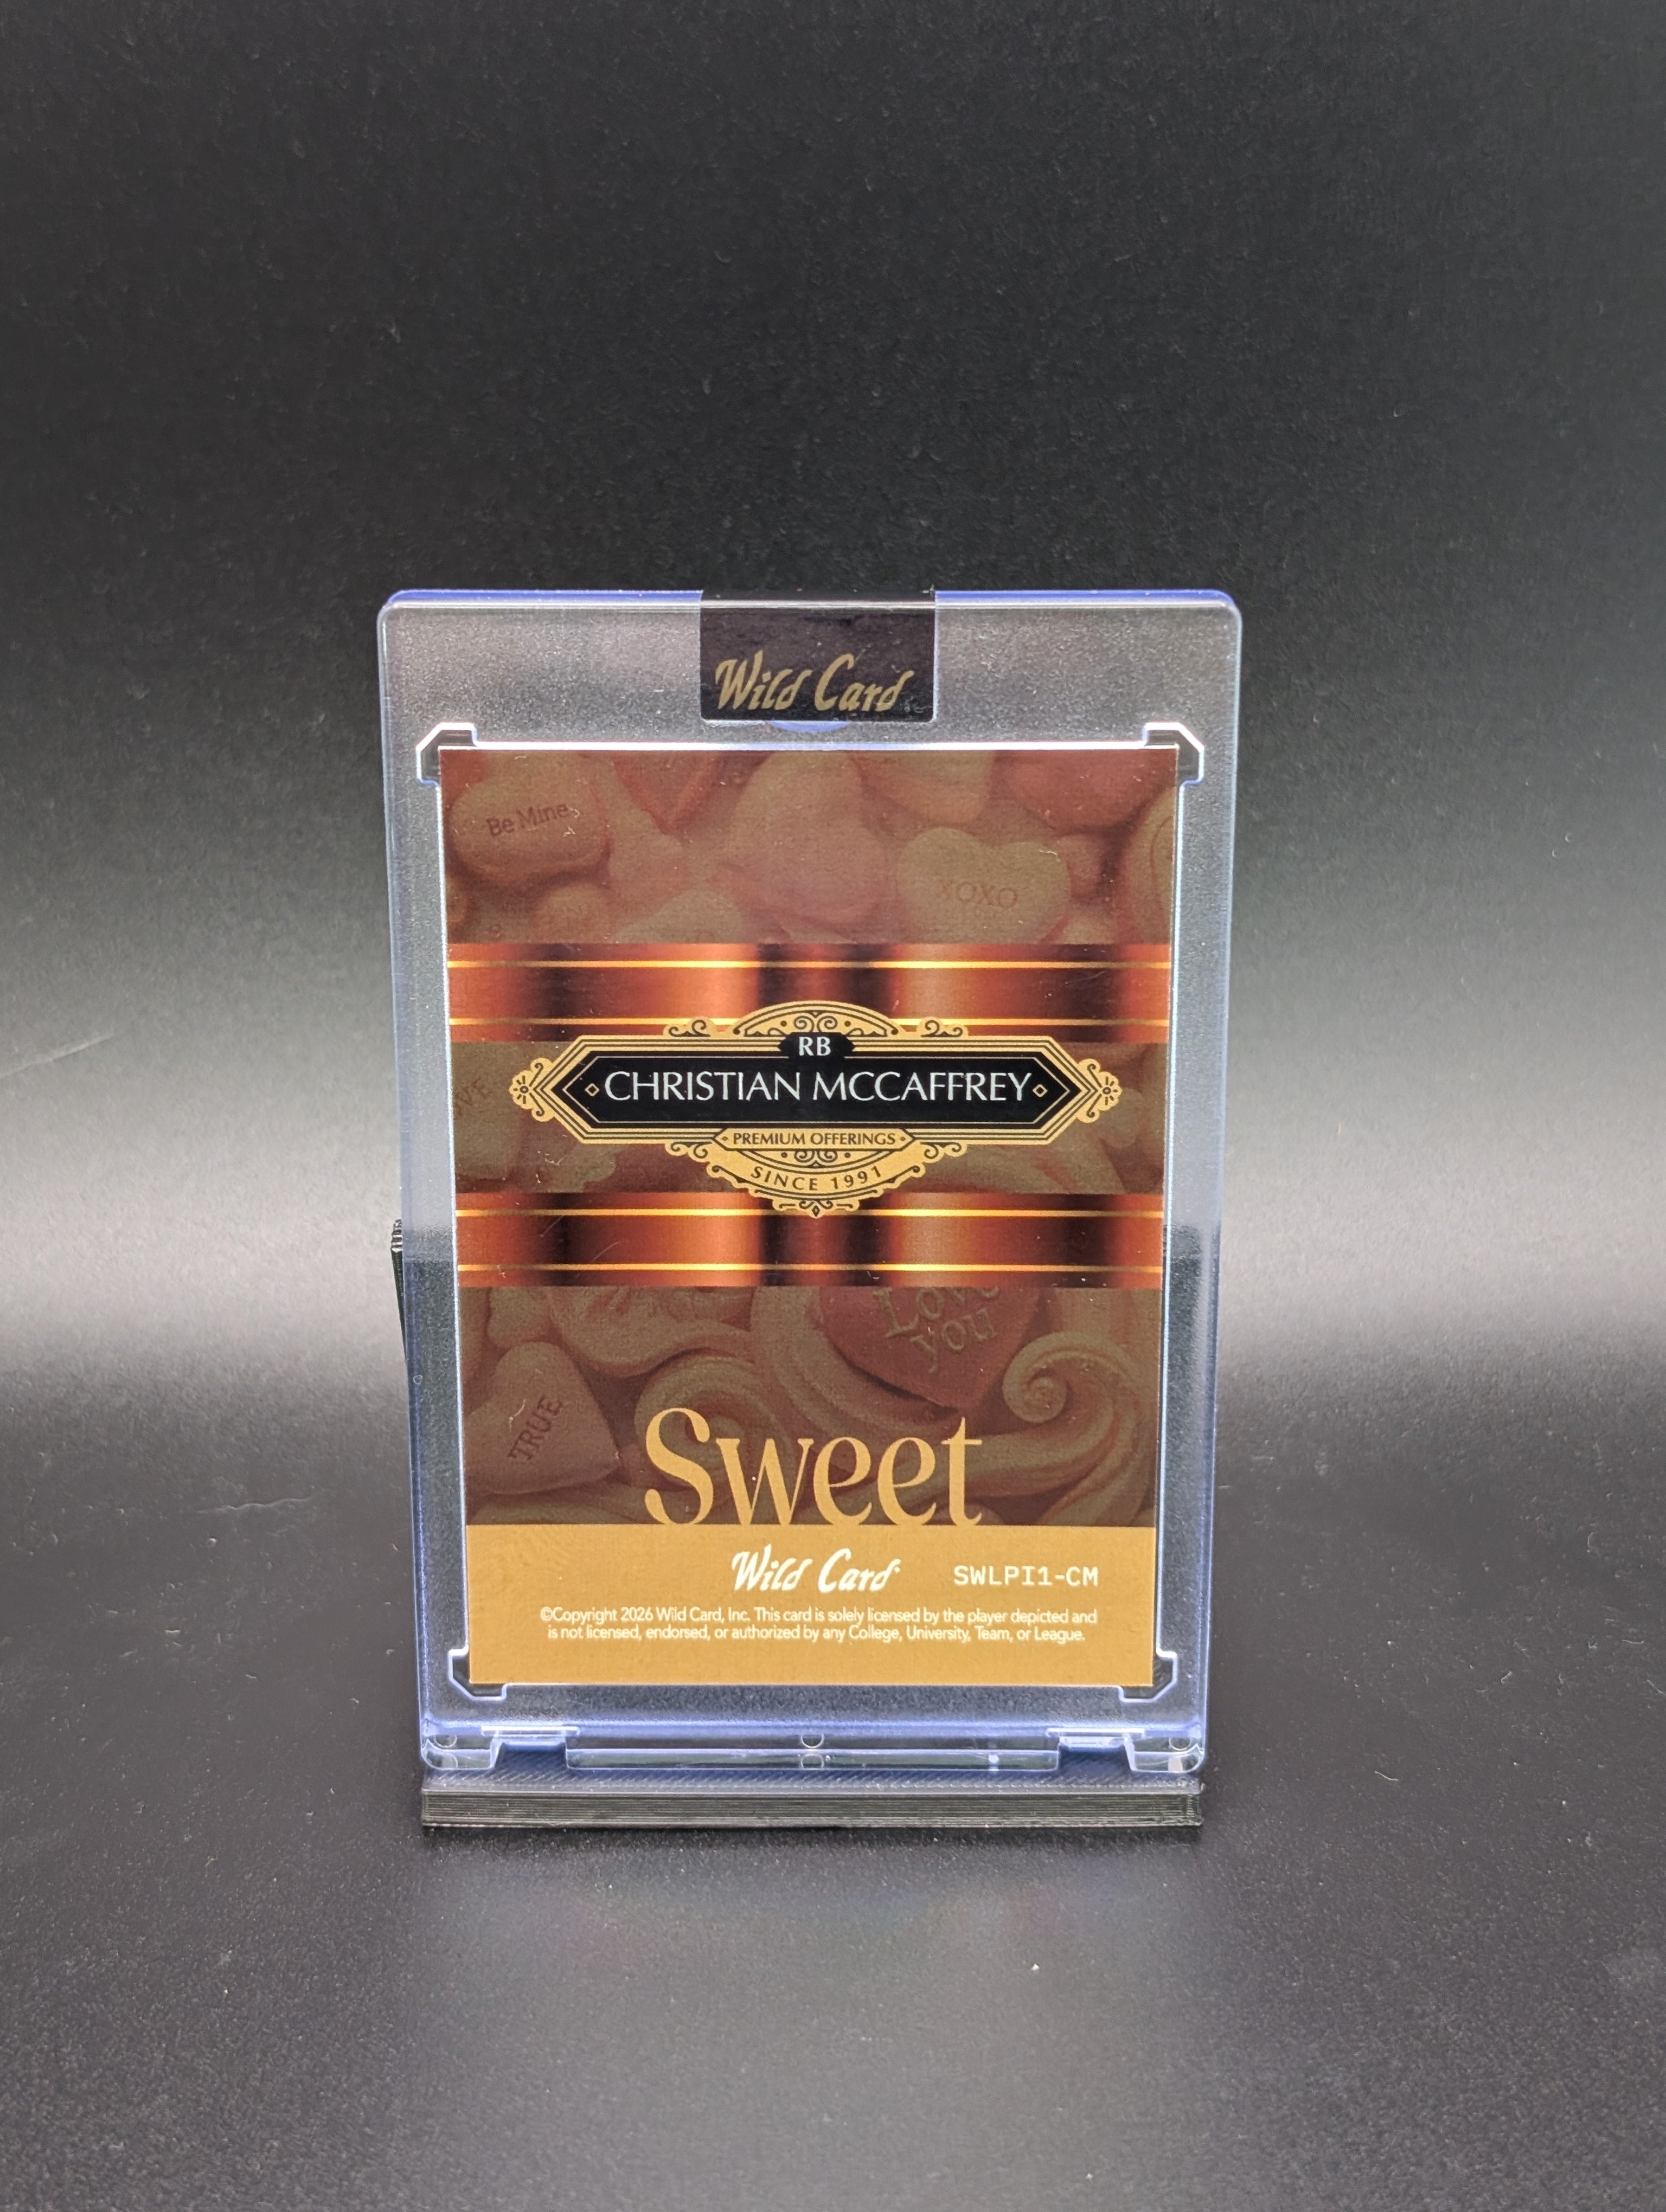 Wild Card
Be Mine
XOXO
RB
CHRISTIAN MCCAFFREY
PREMIUM OFFERINGS
SINCE 1991
Love
you
TRUE
Sweet
Wild Card
SWLPI1-CM
©Copyright 2026 Wild Card, Inc. This card is solely licensed by the player depicted and
is not licensed, endorsed, or authorized by any College, University, Team, or League.